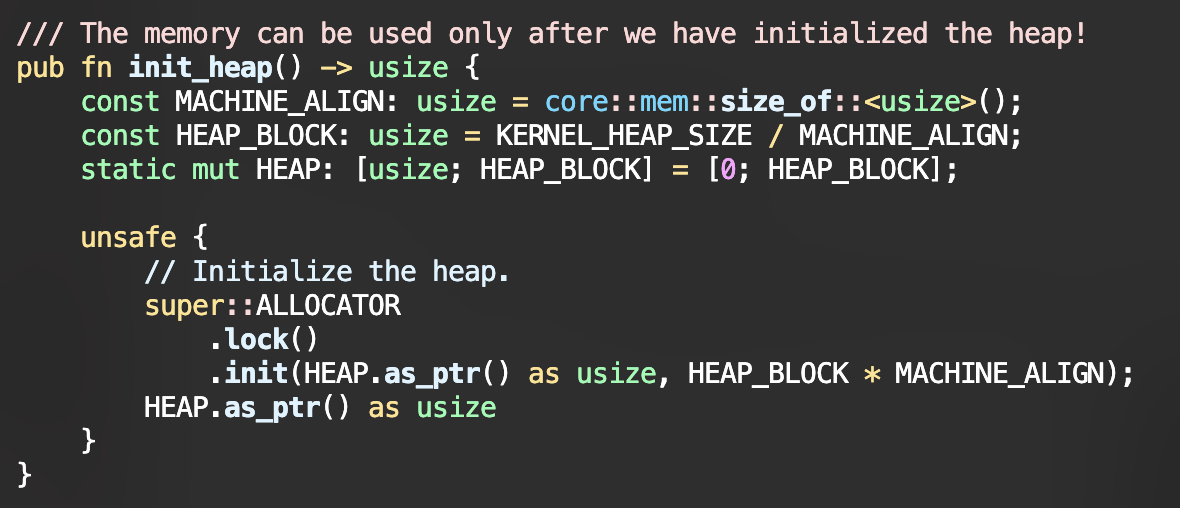 /// The memory can be used only after we have initialized the heap!
pub fn init_heap() -> usize {
    const MACHINE_ALIGN: usize = core::mem::size_of::<usize>();
    const HEAP_BLOCK: usize = KERNEL_HEAP_SIZE / MACHINE_ALIGN;
    static mut HEAP: [usize; HEAP_BLOCK] = [0; HEAP_BLOCK];

    unsafe {
        // Initialize the heap.
        super::ALLOCATOR
            .lock()
            .init(HEAP.as_ptr() as usize, HEAP_BLOCK * MACHINE_ALIGN);
        HEAP.as_ptr() as usize
    }
}